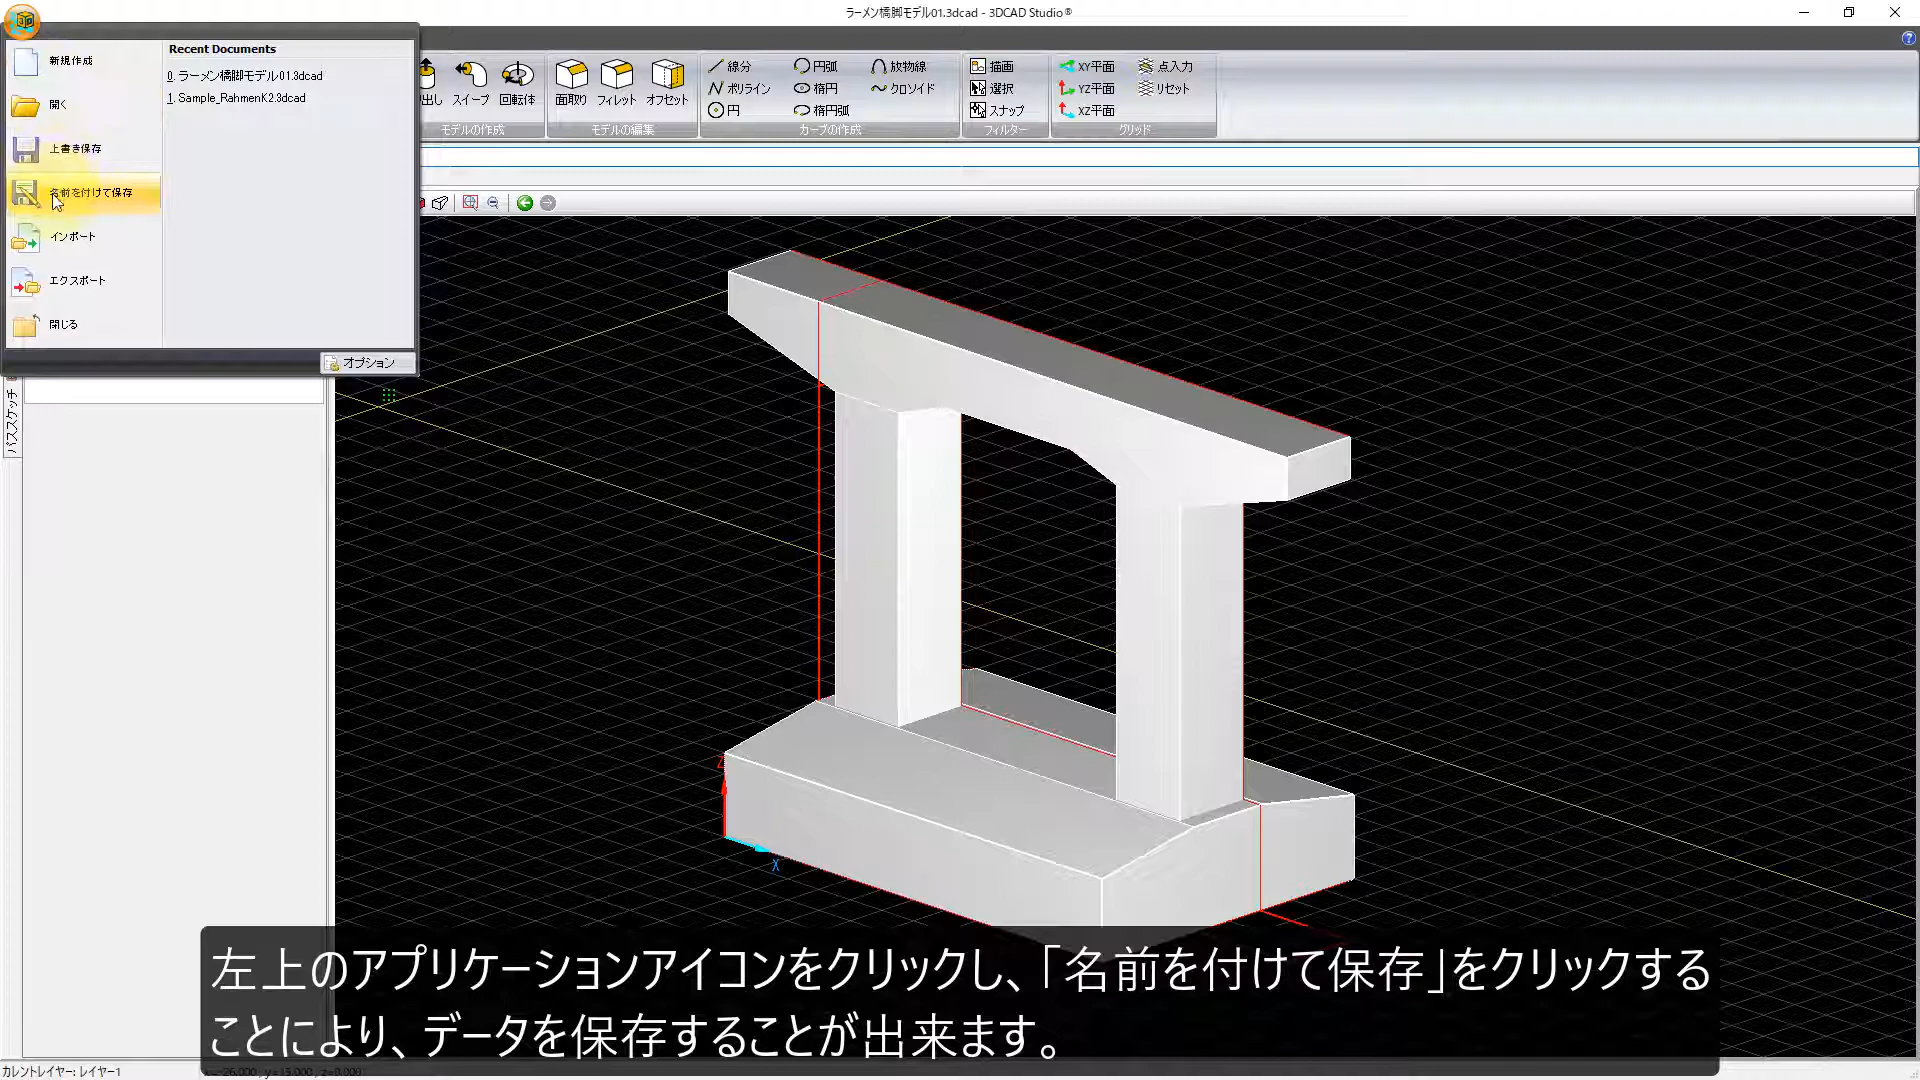 ラーメン橋脚モデル01.3dcad - 3DCAD Studio®
新規作成
開く
上書き保存
名前を付けて保存
インポート
エクスポート
閉じる
Recent Documents
0. ラーメン橋脚モデル01.3dcad
1. Sample_RahmenK2.3dcad
オプション
スイープ
回転体
モデルの作成
面取り
フィレット
オフセット
モデルの編集
線分
円弧
放物線
ポリライン
楕円
クロソイド
円
楕円弧
カーブの作成
描画
選択
スナップ
フィルター
XY平面
点入力
YZ平面
リセット
XZ平面
グリッド
パススケッチ
Z
X
左上のアプリケーションアイコンをクリックし、「名前を付けて保存」をクリックする
ことにより、データを保存することが出来ます。
カレントレイヤー: レイヤー1